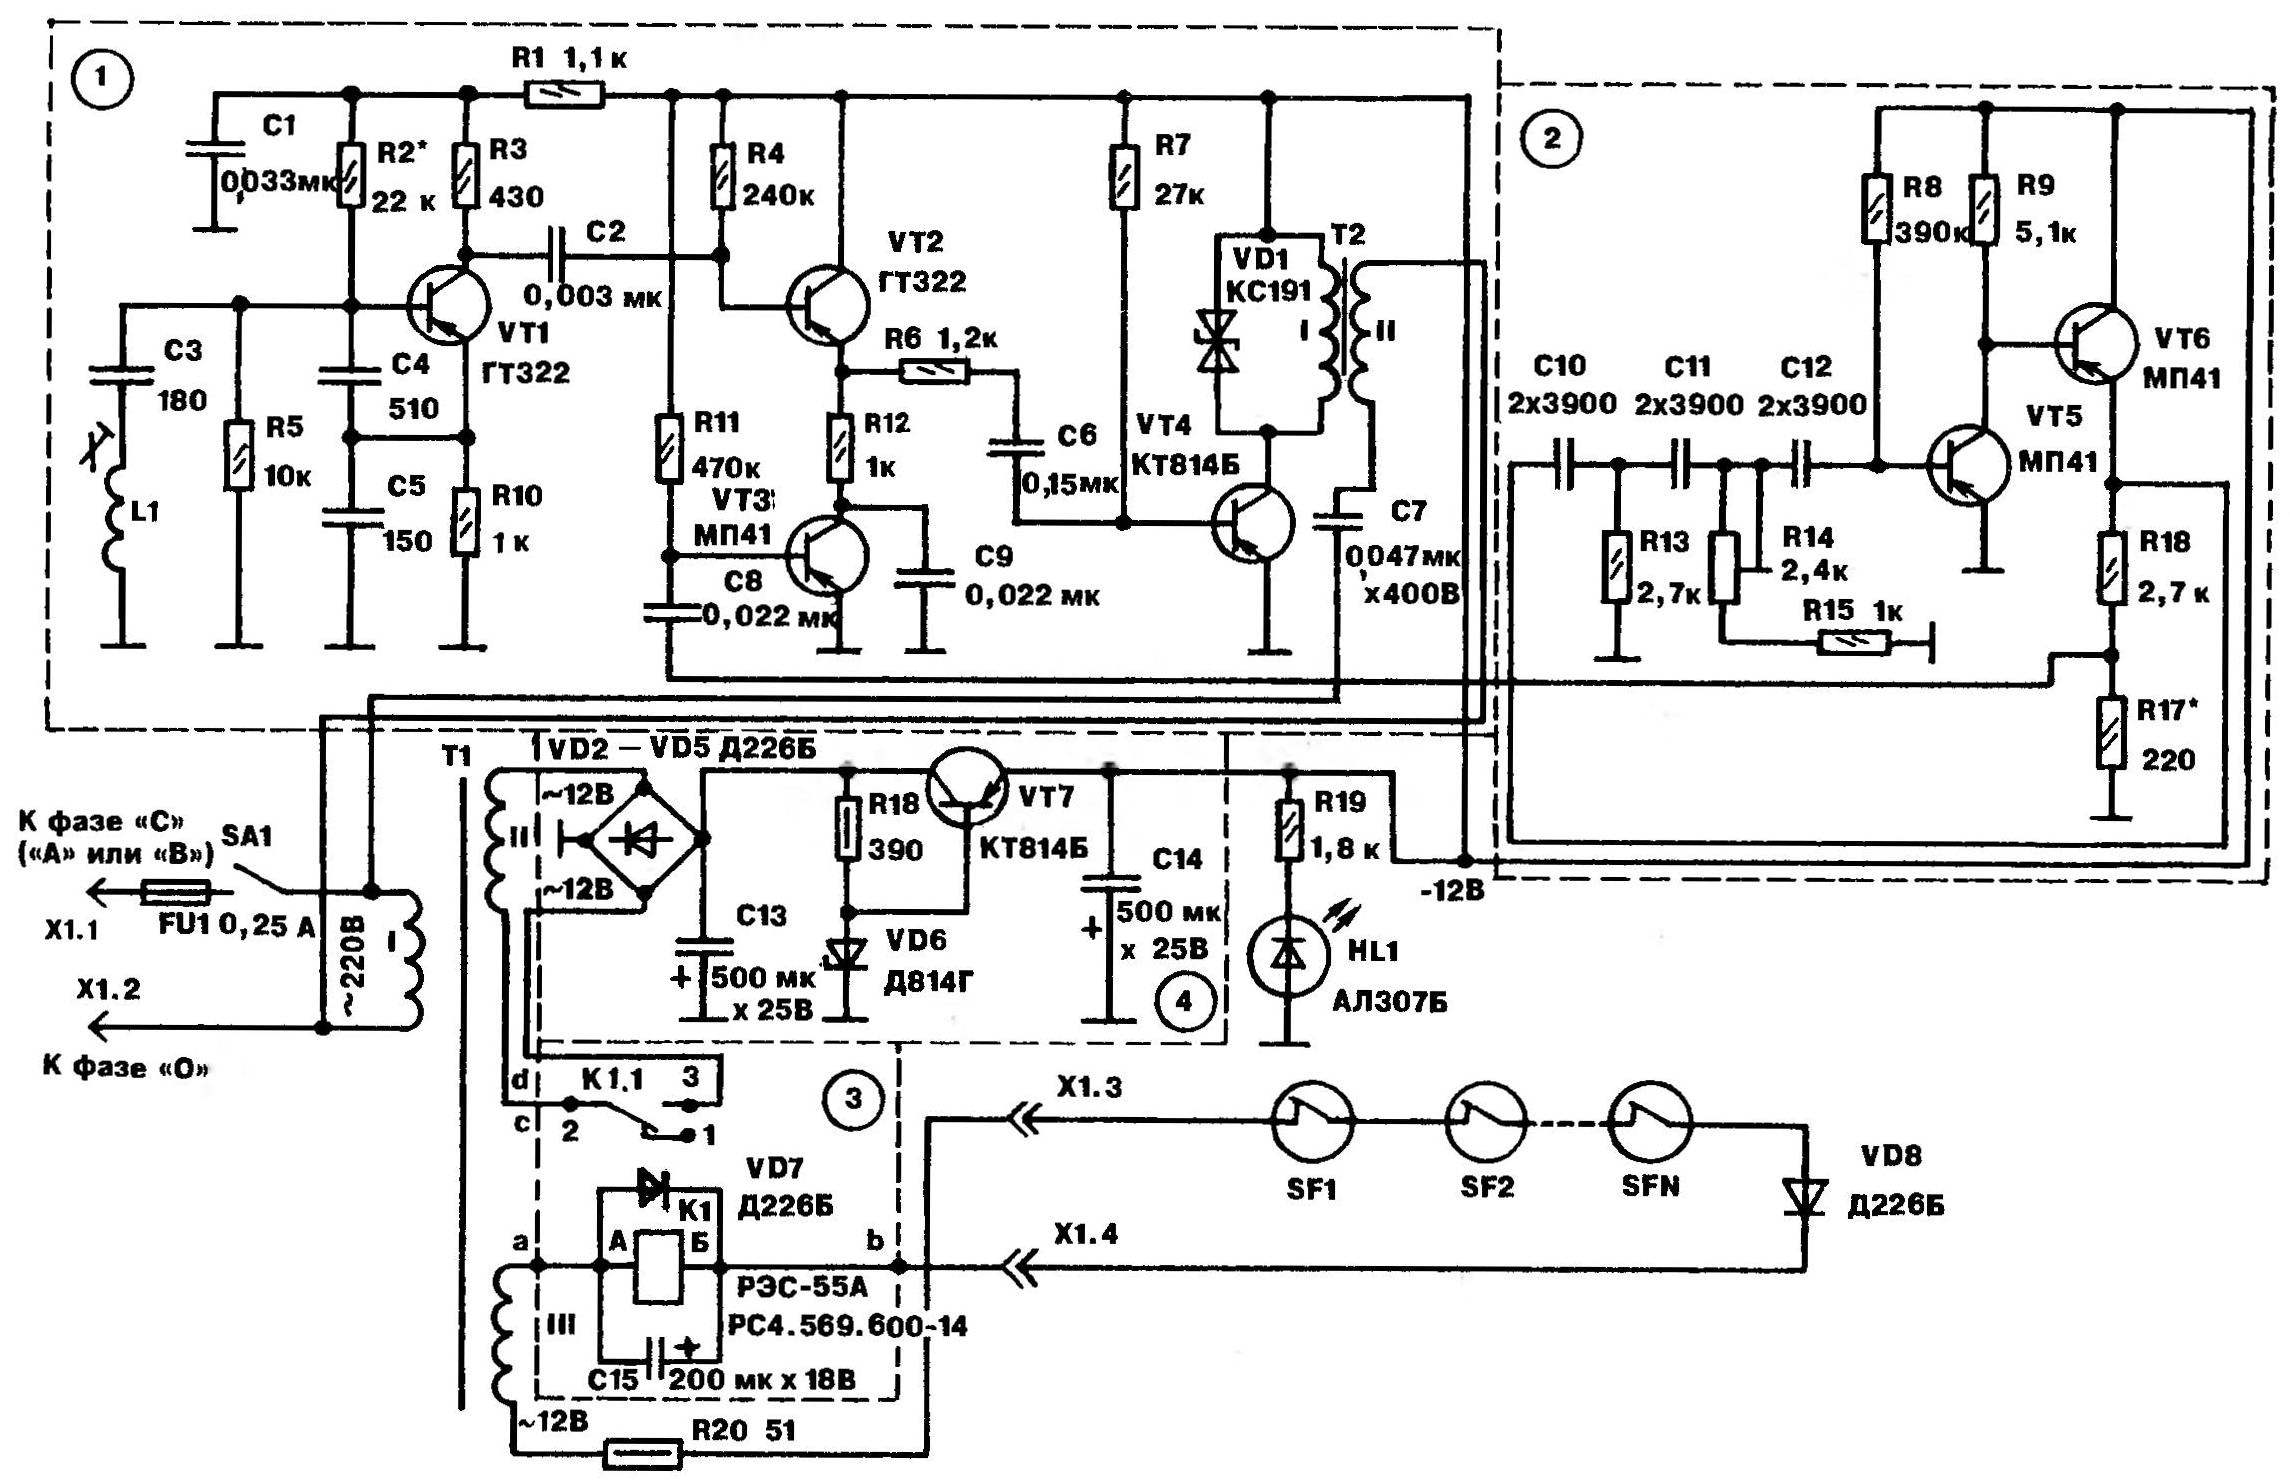 1
R1 1,1 к
C1
0,033мк
R2*
22 к
R3
430
C2
0,003 мк
R4
240к
VT1
ГТ322
VT2
ГТ322
C3
180
L1
R5
10к
C4
510
C5
150
R10
1 к
R11
470к
R6 1,2к
R12
1к
VT3
МП41
C8
0,022 мк
C9
0,022 мк
C6
0,15мк
R7
27к
VT4
КТ814Б
VD1
КС191
T2
I
II
C7
0,047мк
х400В
2
R8
390к
R9
5,1к
C10
2х3900
C11
2х3900
C12
2х3900
VT6
МП41
VT5
МП41
R13
2,7к
R14
2,4к
R15 1к
R18
2,7 к
R17*
220
T1
VD2 – VD5 Д226Б
~12В
II
~12В
К фазе «С»
(«А» или «В»)
SA1
X1.1
FU1 0,25 А
~220В
I
X1.2
К фазе «О»
C13
+ 500 мк
х 25В
R18
390
VD6
Д814Г
VT7
КТ814Б
C14
500 мк
+ х 25В
4
R19
1,8 к
HL1
АЛ307Б
-12В
d
c
К1.1
3
2
1
3
VD7
Д226Б
К1
a
А
Б
b
РЭС-55А
РС4.569.600-14
III
C15
+
200 мк х 18В
~12В
R20 51
X1.3
SF1
SF2
SFN
VD8
Д226Б
X1.4